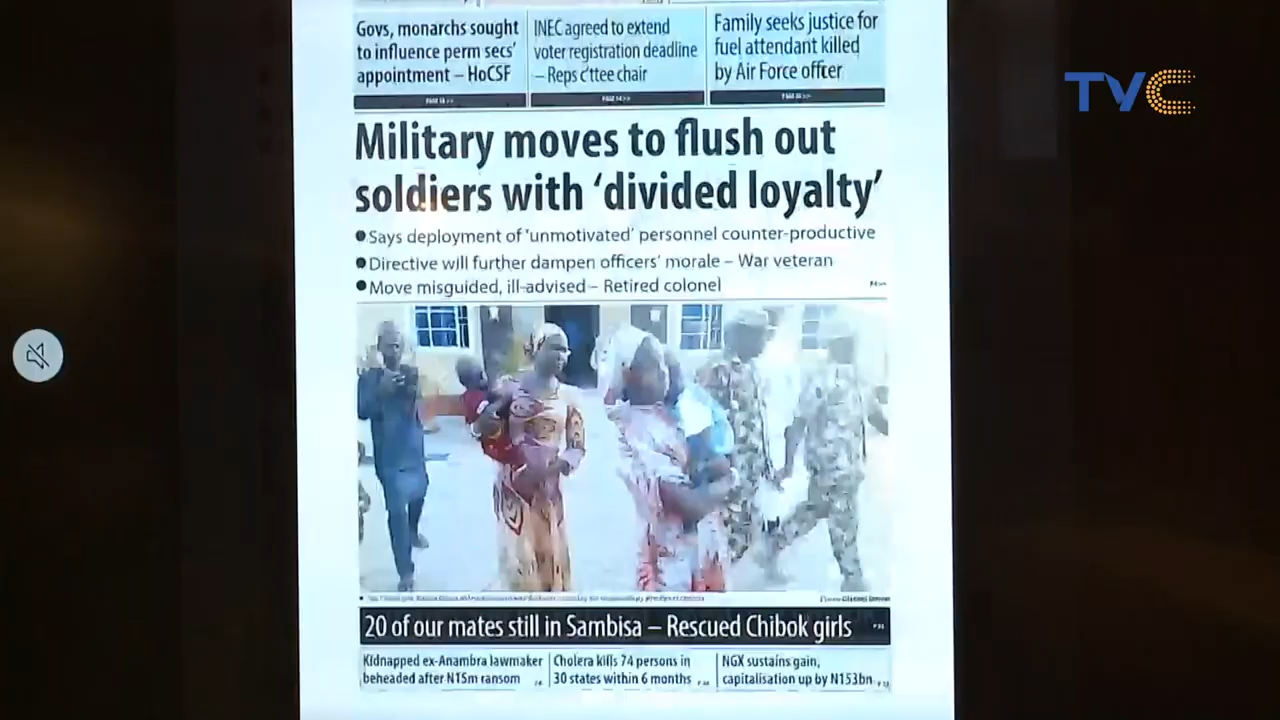 Govs, monarchs sought
to influence perm secs'
appointment – HoCSF
INEC agreed to extend
voter registration deadline
– Reps c'ttee chair
Family seeks justice for
fuel attendant killed
by Air Force officer
TVC
Military moves to flush out
soldiers with 'divided loyalty'
Says deployment of 'unmotivated' personnel counter-productive
Directive will further dampen officers' morale – War veteran
Move misguided, ill-advised – Retired colonel
20 of our mates still in Sambisa – Rescued Chibok girls
Kidnapped ex-Anambra lawmaker
beheaded after N15m ransom
Cholera kills 74 persons in
30 states within 6 months
NGX sustains gain,
capitalisation up by N153bn